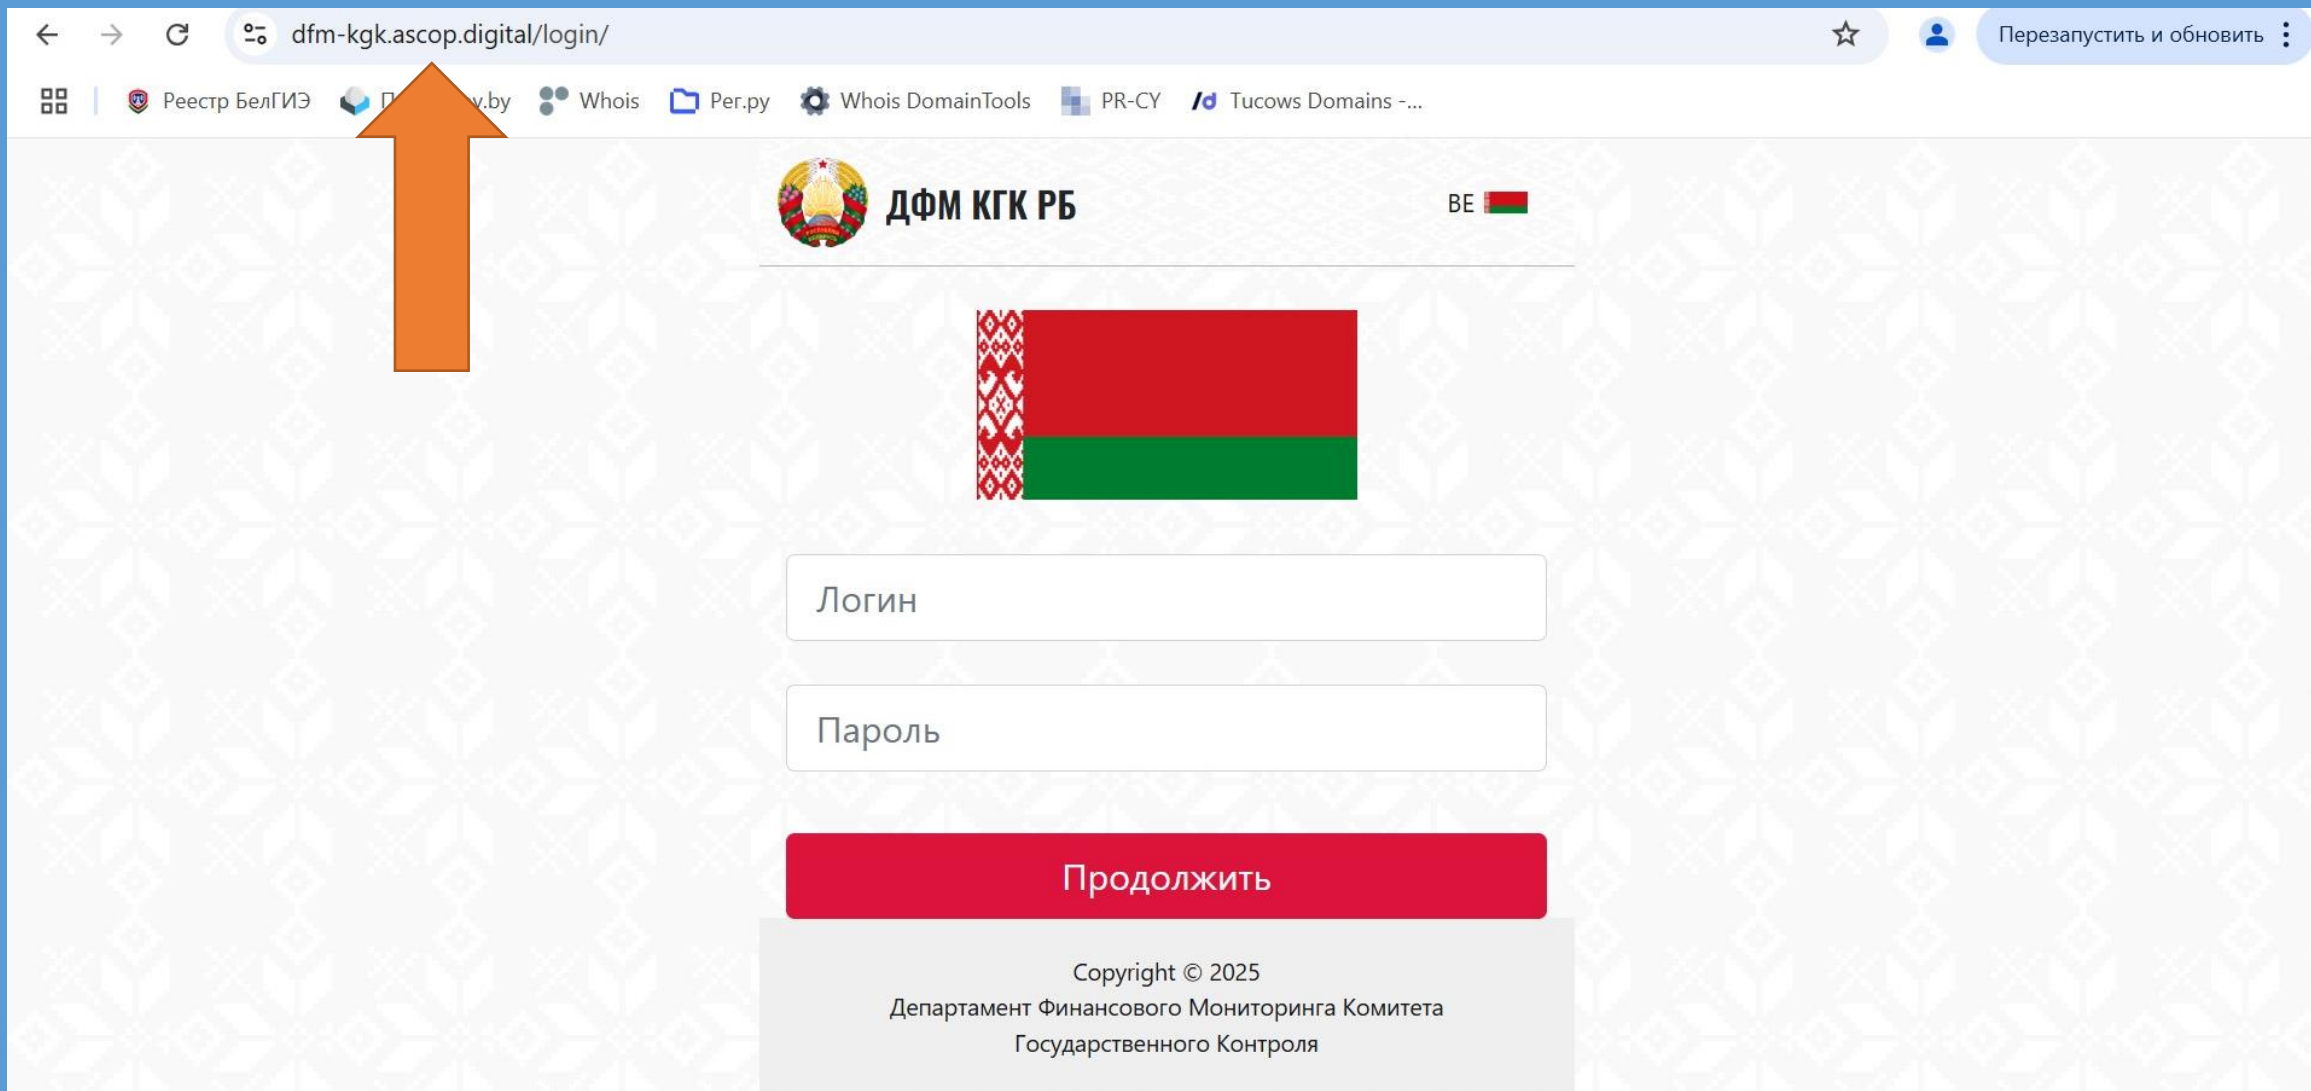 dfm-kgk.ascop.digital/login/
Перезапустить и обновить
Реестр БелГИЭ
Whois
Рег.ру
Whois DomainTools
PR-CY
/d Tucows Domains -...
ДФМ КГК РБ
BE
Логин
Пароль
Продолжить
Copyright © 2025
Департамент Финансового Мониторинга Комитета
Государственного Контроля